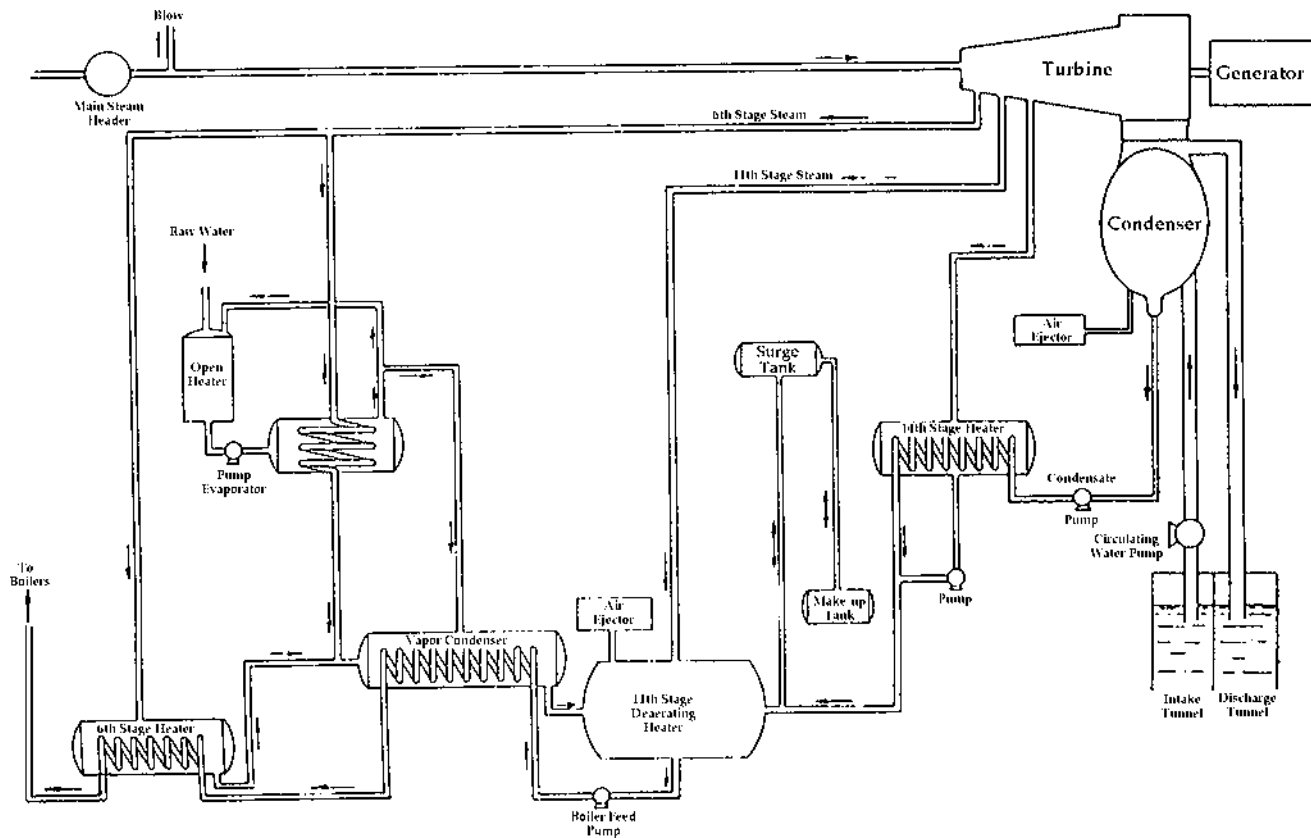 Blow
Main Steam
Header
Turbine
Generator
6th Stage Steam
11th Stage Steam
Condenser
Raw Water
Open
Heater
Air
Ejector
Surge
Tank
14th Stage Heater
Pump
Evaporator
Condensate
Pump
Circulating
Water Pump
To
Boilers
Air
Ejector
Make-up
Tank
Pump
Vapor Condenser
11th Stage
Deaerating
Heater
Intake
Tunnel
Discharge
Tunnel
6th Stage Heater
Boiler Feed
Pump